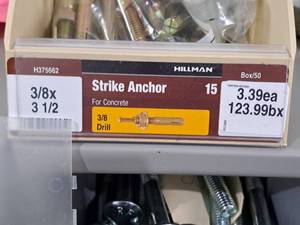 H375662
HILLMAN
Box/50
3/8x
3 1/2
Strike Anchor
15
For Concrete
3/8
Drill
3.39ea
123.99bx